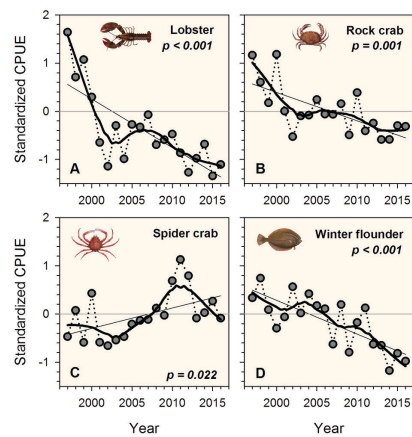 Standardized CPUE
2
1
0
-1
Lobster
p < 0.001
A
2000 2005 2010 2015
Rock crab
p = 0.001
B
2000 2005 2010 2015
Standardized CPUE
2
1
0
-1
Spider crab
C
p = 0.022
2000 2005 2010 2015
Year
Winter flounder
p < 0.001
D
2000 2005 2010 2015
Year